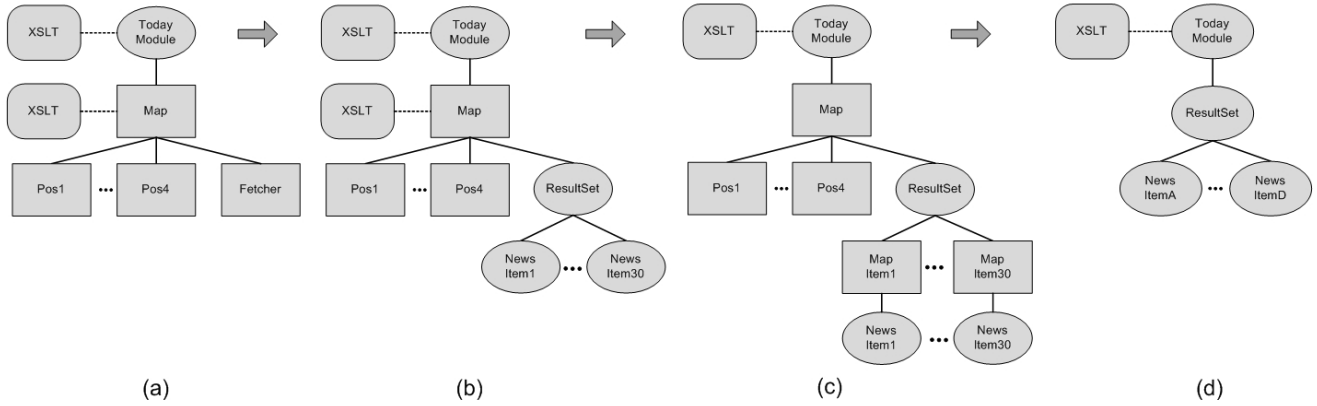 XSLT
Today
Module
XSLT
Map
Pos1
...
Pos4
Fetcher
(a)
XSLT
Today
Module
XSLT
Map
Pos1
...
Pos4
ResultSet
News
Item1
...
News
Item30
(b)
XSLT
Today
Module
Map
Pos1
...
Pos4
ResultSet
Map
Item1
...
Map
Item30
News
Item1
...
News
Item30
(c)
XSLT
Today
Module
ResultSet
News
ItemA
...
News
ItemD
(d)